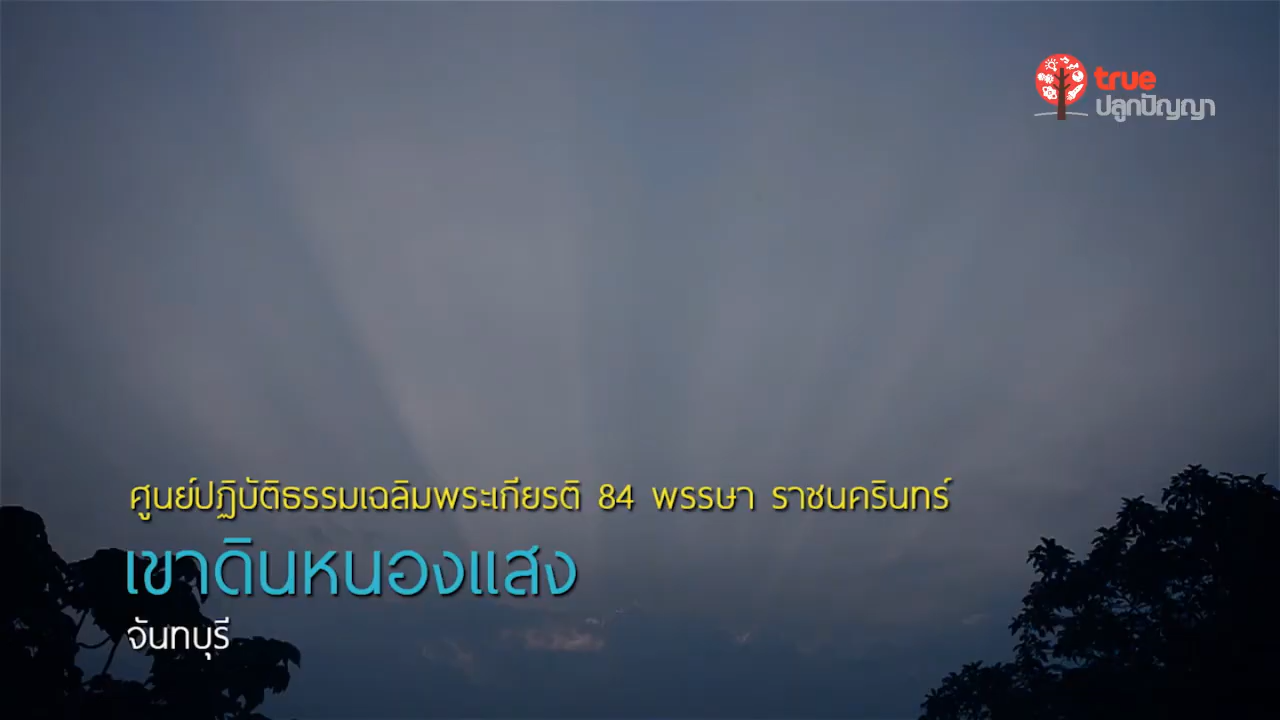 true
ปลูกปัญญา
ศูนย์ปฏิบัติธรรมเฉลิมพระเกียรติ 84 พรรษา ราชนครินทร์
เขาดินหนองแสง
จันทบุรี